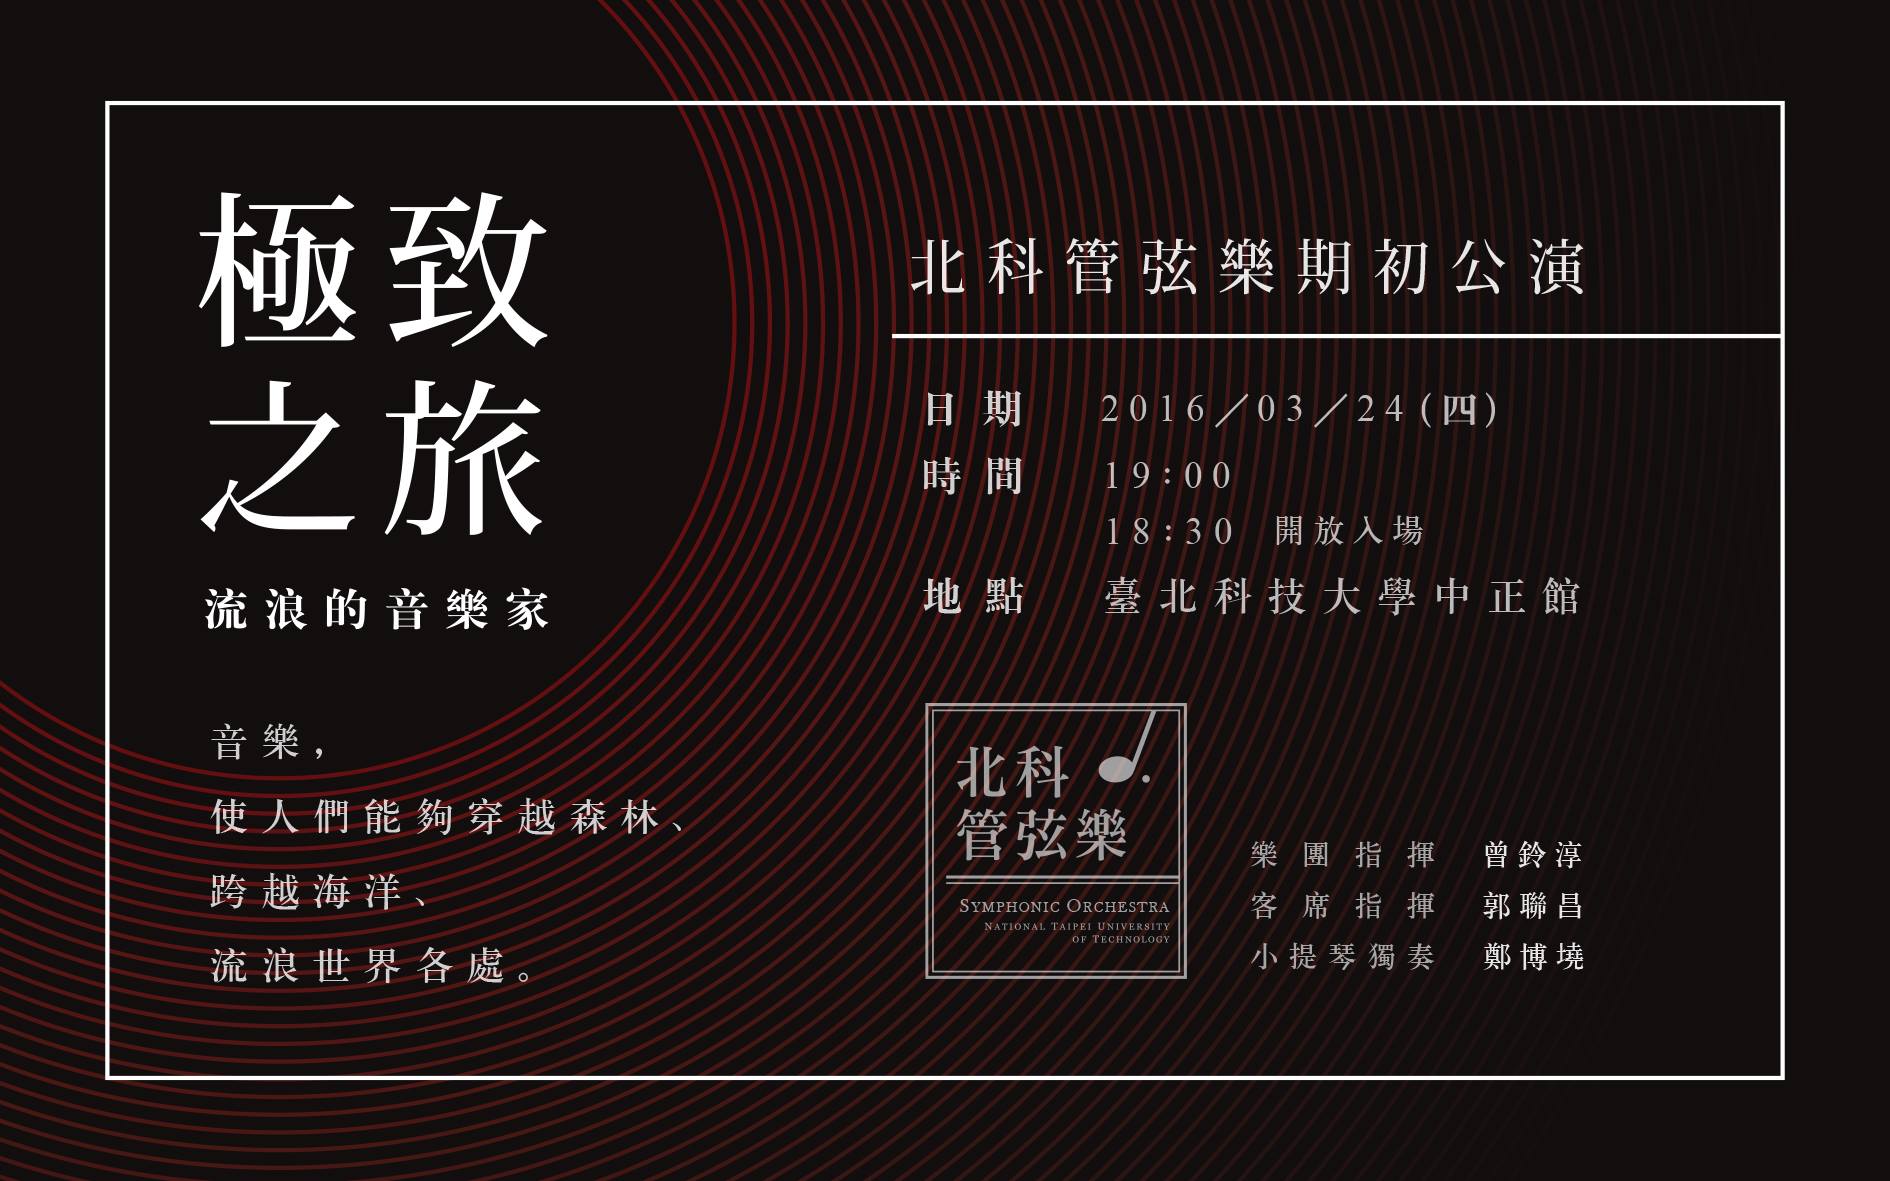 極致
之旅
流浪的音樂家
音樂，
使人們能夠穿越森林、
跨越海洋、
流浪世界各處。
北科管弦樂期初公演
日期 2016／03／24(四)
時間 19:00
18:30 開放入場
地點 臺北科技大學中正館
北科
管弦樂
SYMPHONIC ORCHESTRA
NATIONAL TAIPEI UNIVERSITY
OF TECHNOLOGY
樂團指揮 曾鈴淳
客席指揮 郭聯昌
小提琴獨奏 鄭博墝